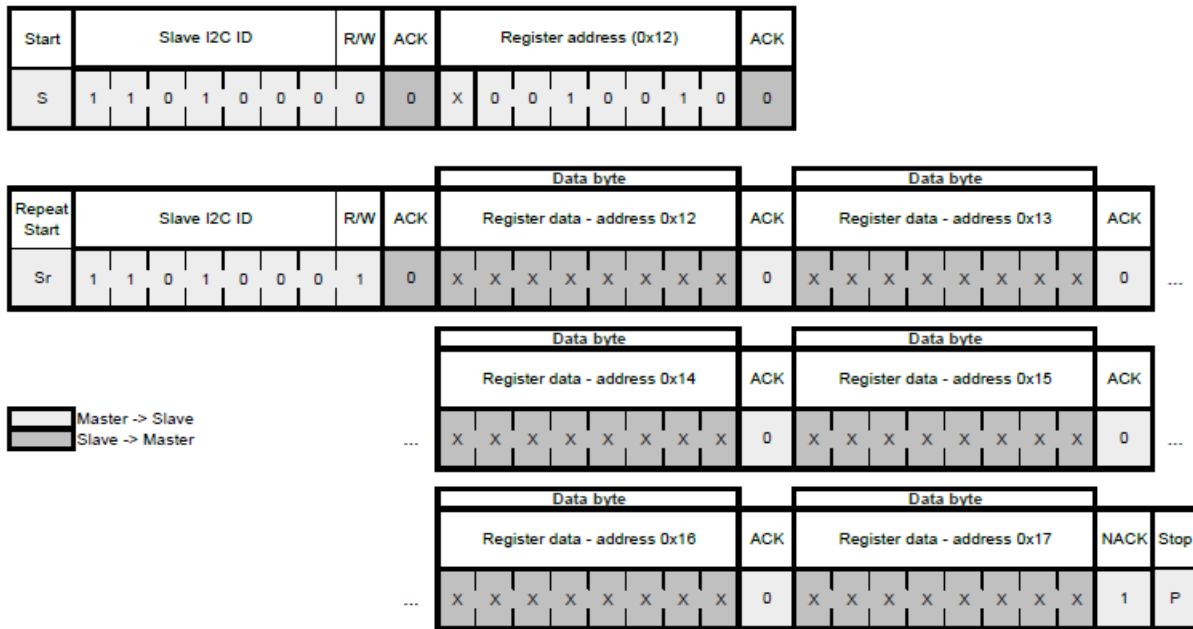 Start Slave I2C ID R/W ACK Register address (0x12) ACK
S 1 1 0 1 0 0 0 0 0 X 0 0 1 0 0 1 0 0
Data byte Data byte
Repeat Start Slave I2C ID R/W ACK Register data - address 0x12 ACK Register data - address 0x13 ACK
Sr 1 1 0 1 0 0 0 1 0 X X X X X X X X 0 X X X X X X X X 0 ...
Data byte Data byte
Register data - address 0x14 ACK Register data - address 0x15 ACK
Master -> Slave
Slave -> Master
... X X X X X X X X 0 X X X X X X X X 0 ...
Data byte Data byte
Register data - address 0x16 ACK Register data - address 0x17 NACK Stop
... X X X X X X X X 0 X X X X X X X X 1 P